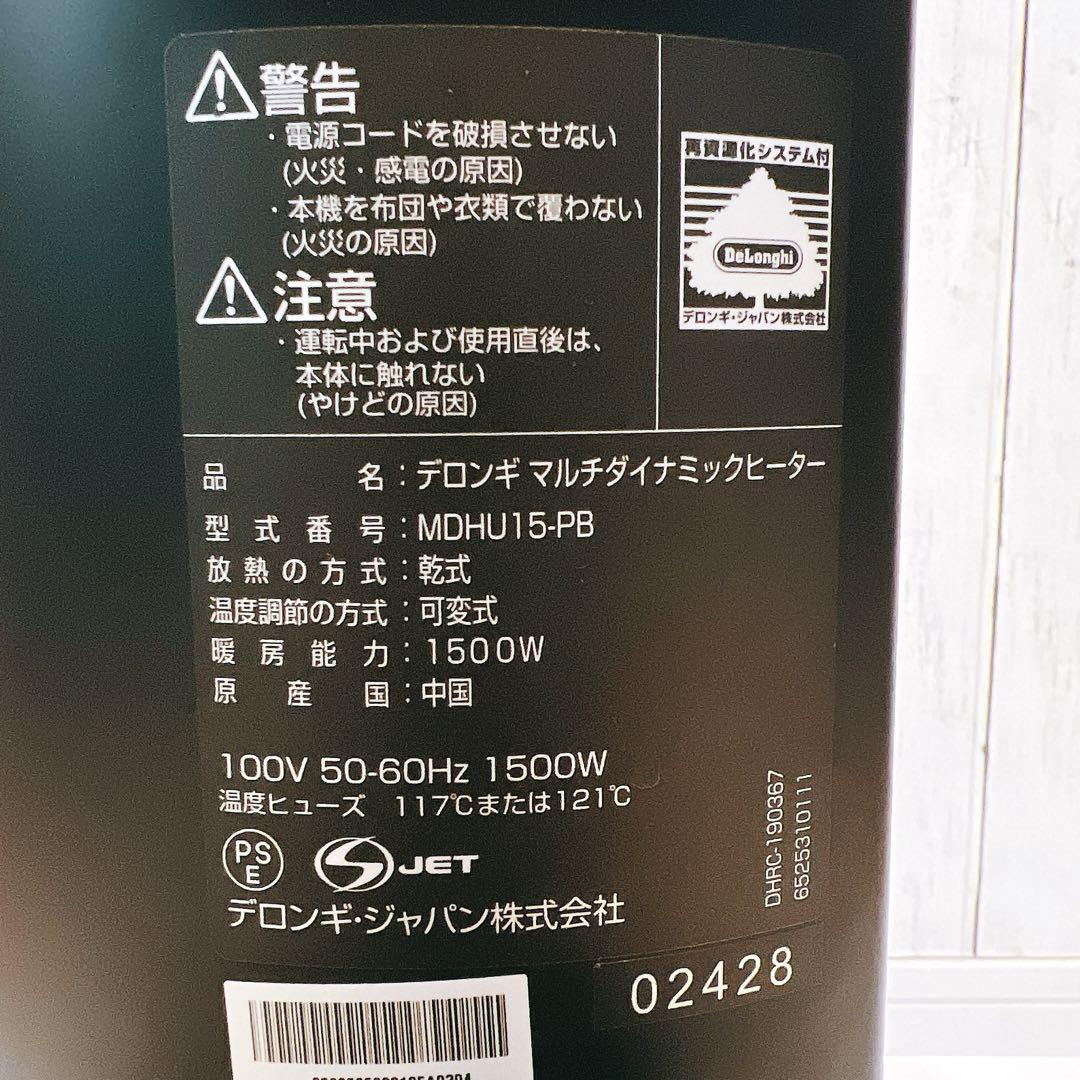 警告
・電源コードを破損させない
(火災・感電の原因)
・本機を布団や衣類で覆わない
(火災の原因)
注意
・運転中および使用直後は、
本体に触れない
(やけどの原因)
再資源化システム付
DeLonghi
デロンギ・ジャパン株式会社
品名：デロンギ マルチダイナミックヒーター
型式番号：MDHU15-PB
放熱の方式：乾式
温度調節の方式：可変式
暖房能力：1500W
原産国：中国
100V 50-60Hz 1500W
温度ヒューズ 117℃または121℃
PSE
JET
デロンギ・ジャパン株式会社
DHRC-190367
6525310111
02428